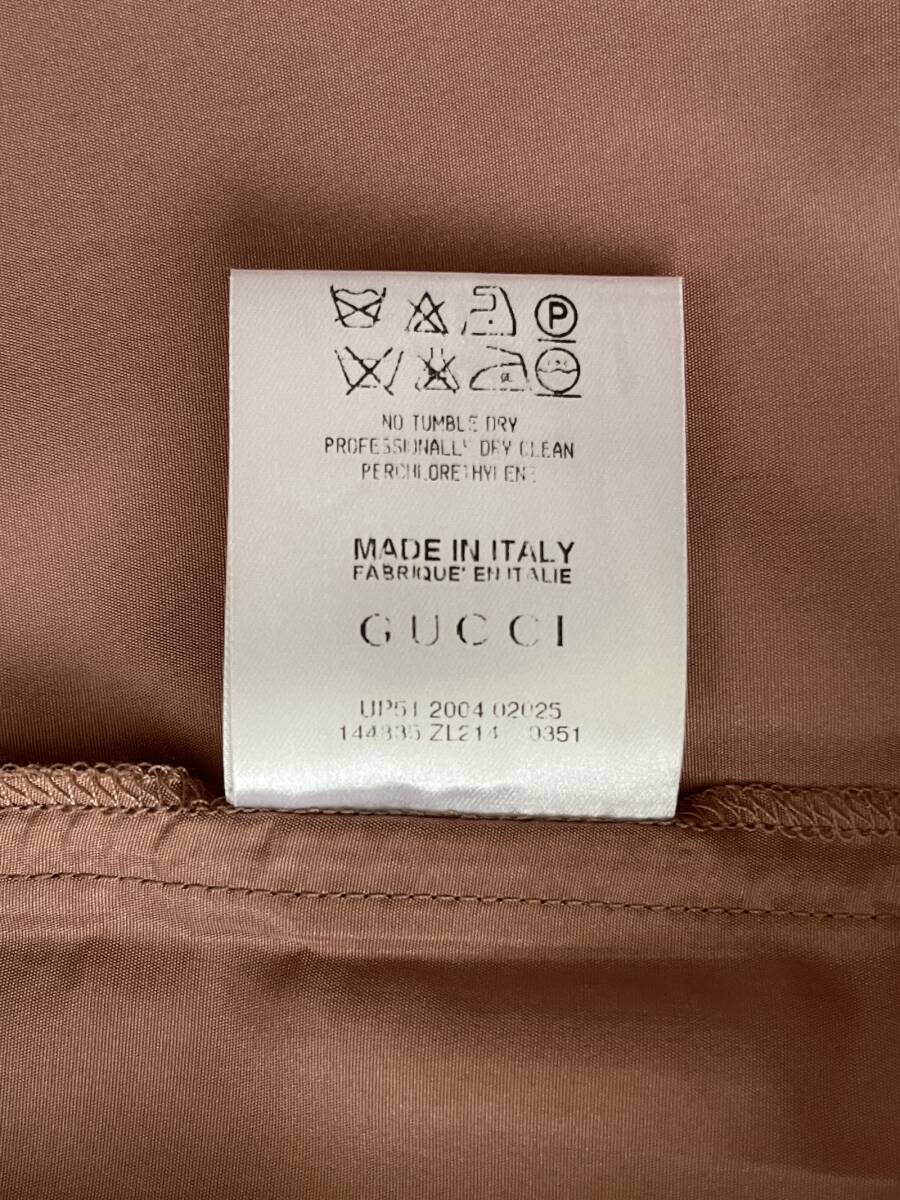 P
NO TUMBLE DRY
PROFESSIONALLY DRY CLEAN
PERCHLORETHYLENE
MADE IN ITALY
FABRIQUE' EN ITALIE
GUCCI
UP51 2004 02025
144335 ZL214 0351